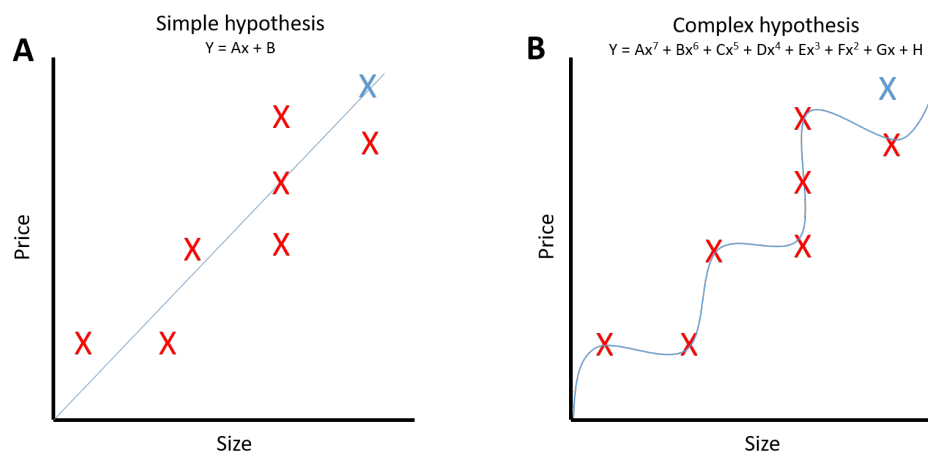 A
Simple hypothesis
Y = Ax + B
Price
Size
B
Complex hypothesis
Y = Ax⁷ + Bx⁶ + Cx⁵ + Dx⁴ + Ex³ + Fx² + Gx + H
Price
Size